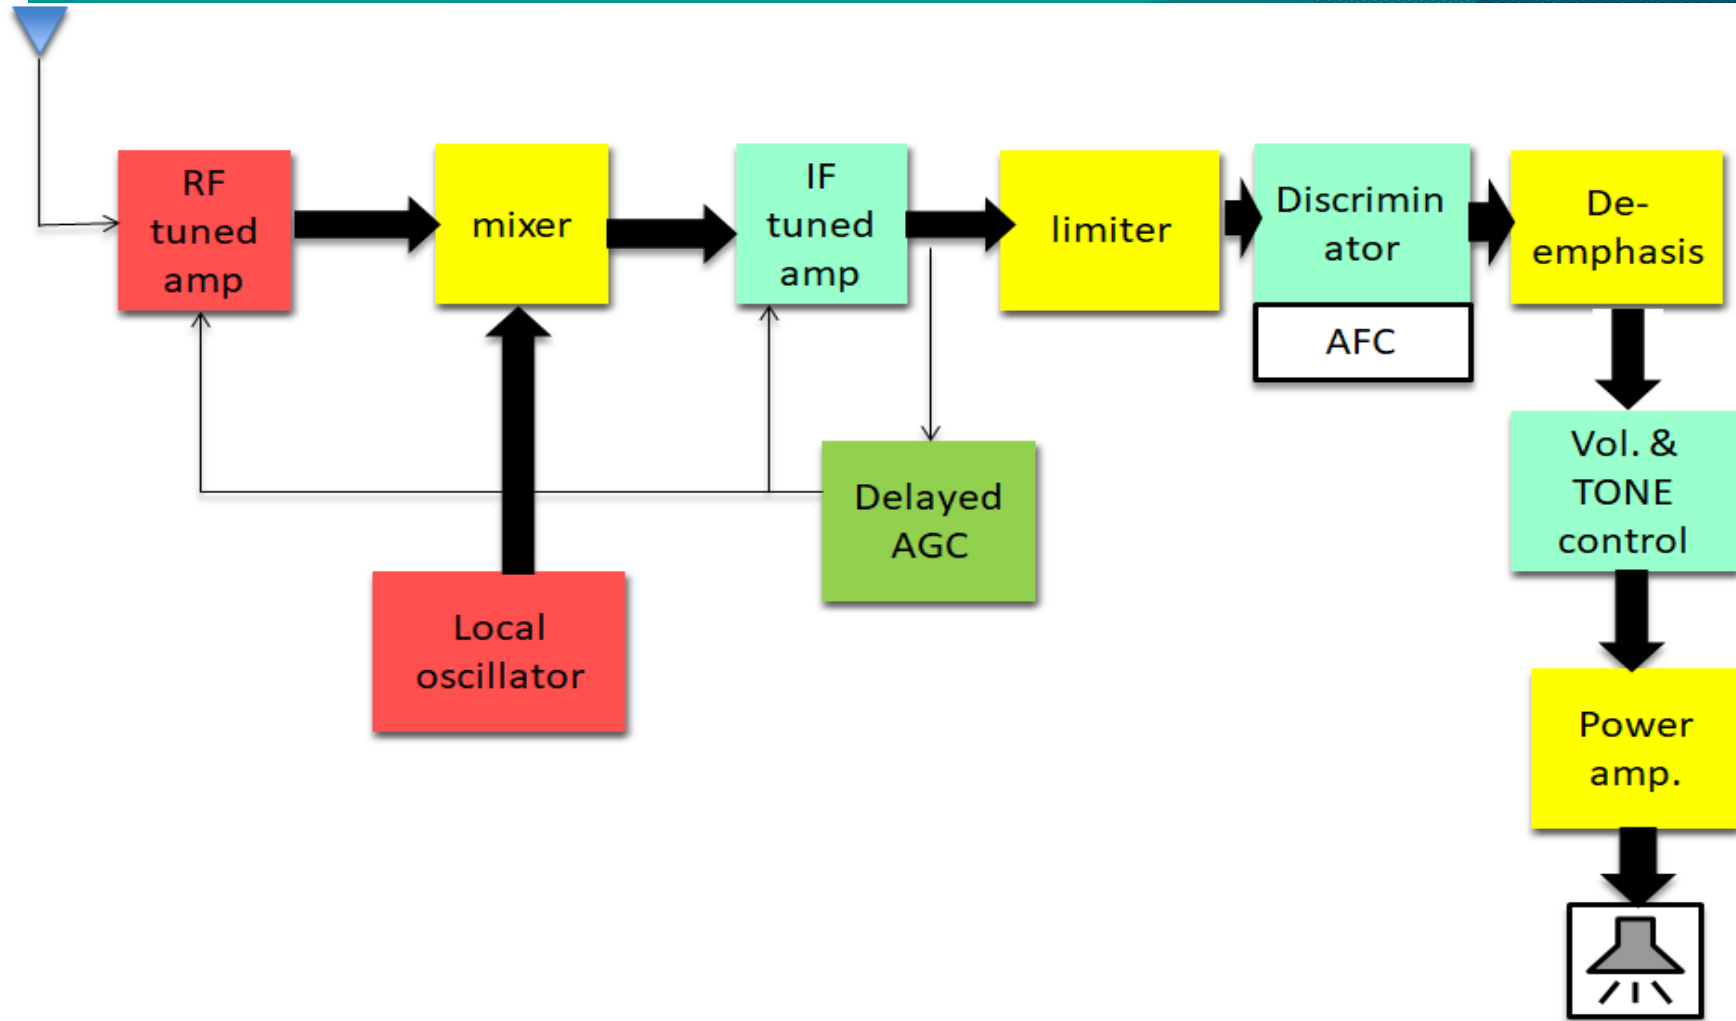 RF
tuned
amp
mixer
IF
tuned
amp
limiter
Discrimin
ator
AFC
De-
emphasis
Vol. &
TONE
control
Delayed
AGC
Local
oscillator
Power
amp.